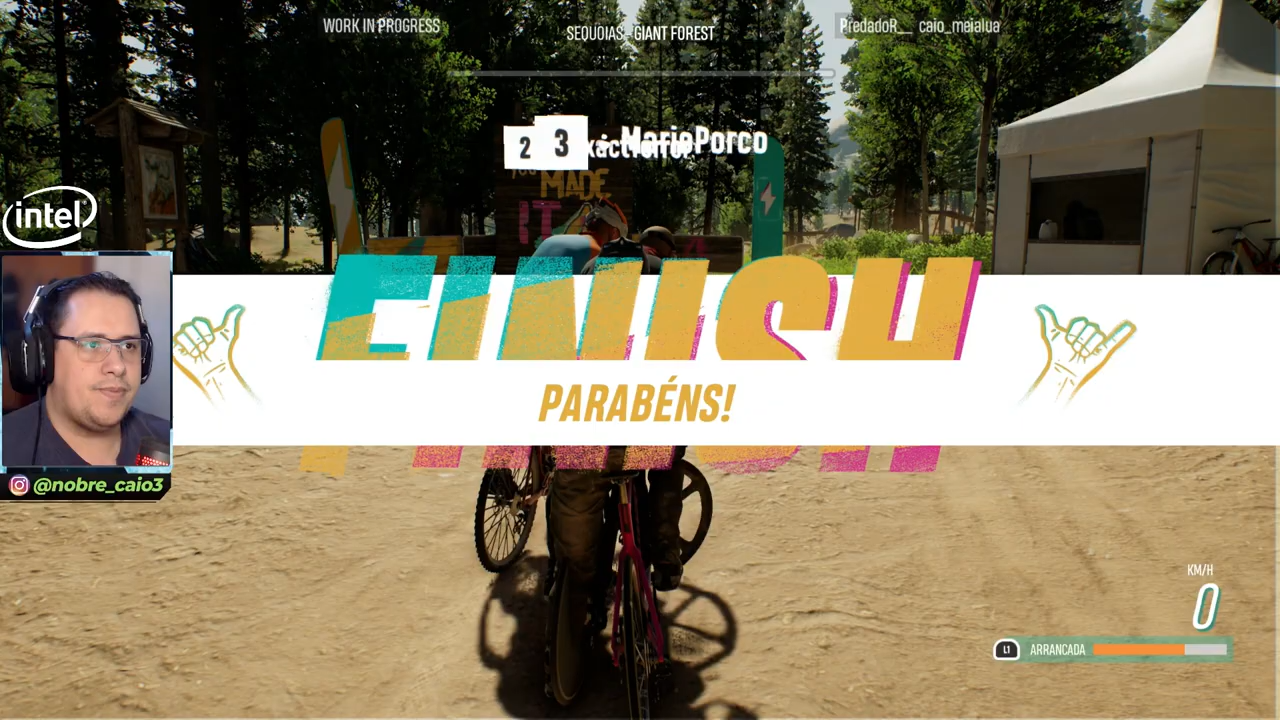 WORK IN PROGRESS
SEQUOIAS - GIANT FOREST
PredadoR__ caio_meialua
2
3
MarioPorco
YOU
MADE
IT
intel
FINISH
PARABÉNS!
@nobre_caio3
KM/H
0
L1 ARRANCADA